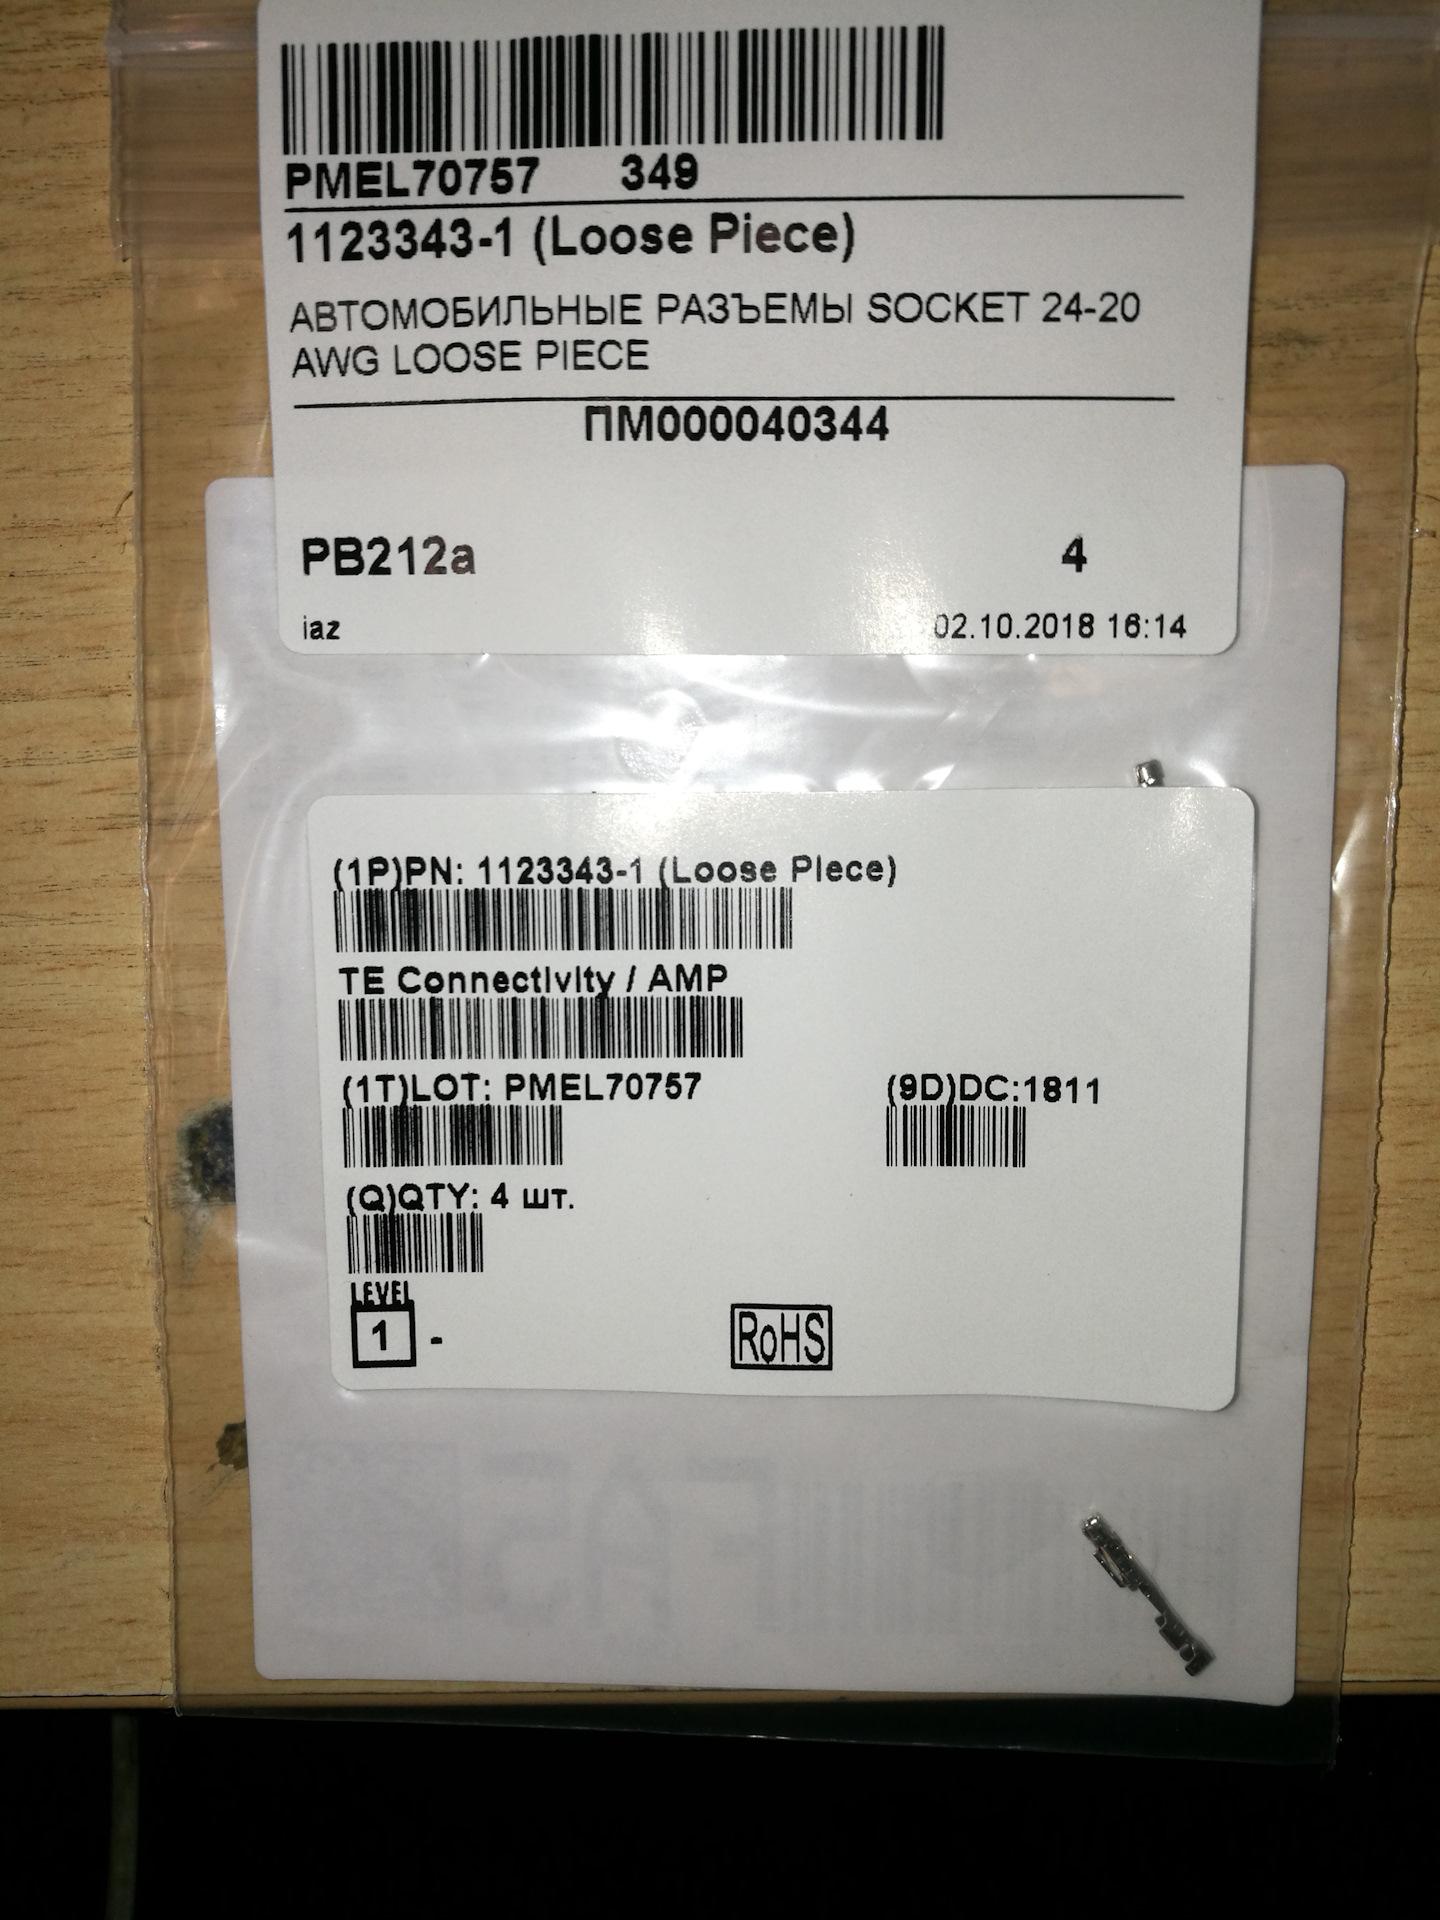 PMEL70757 349
1123343-1 (Loose Piece)
АВТОМОБИЛЬНЫЕ РАЗЪЕМЫ SOCKET 24-20
AWG LOOSE PIECE
ПМ000040344
PB212a 4
iaz 02.10.2018 16:14
(1P)PN: 1123343-1 (Loose Piece)
TE Connectivity / AMP
(1T)LOT: PMEL70757 (9D)DC:1811
(Q)QTY: 4 шт.
LEVEL
1 - RoHS